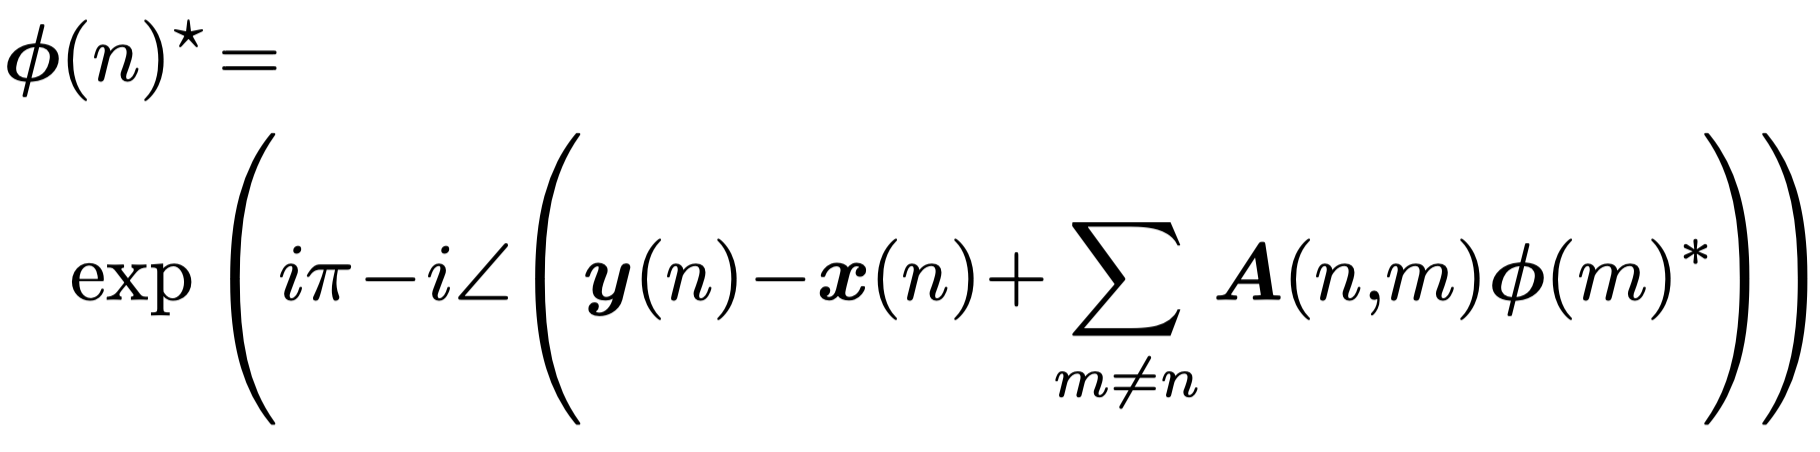 ϕ(n)⋆=
exp(iπ−i∠(y(n)−x(n)+∑m≠n A(n,m)ϕ(m)*))